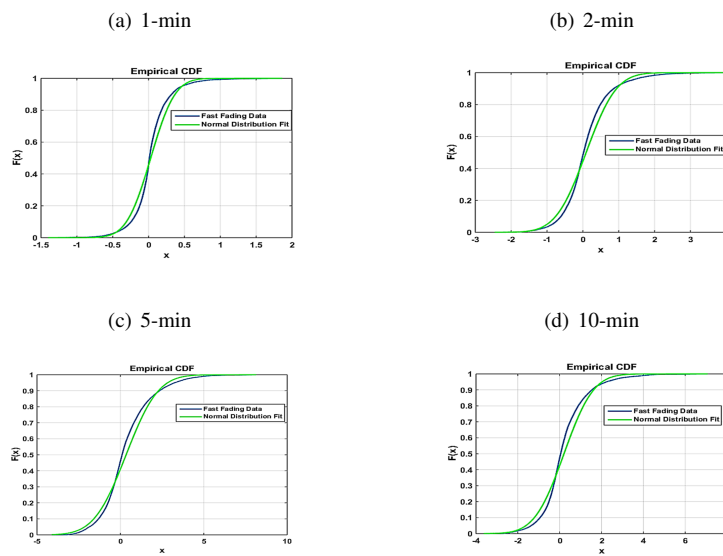 (a) 1-min
(b) 2-min
Empirical CDF
1
0.8
0.6
0.4
0.2
0
F(x)
Fast Fading Data
Normal Distribution Fit
-1.5
-1
-0.5
0
0.5
1
1.5
2
x
Empirical CDF
1
0.8
0.6
0.4
0.2
0
F(x)
Fast Fading Data
Normal Distribution Fit
-3
-2
-1
0
1
2
3
x
(c) 5-min
(d) 10-min
Empirical CDF
1
0.9
0.8
0.7
0.6
0.5
0.4
0.3
0.2
0.1
0
F(x)
Fast Fading Data
Normal Distribution Fit
-5
0
5
10
x
Empirical CDF
1
0.9
0.8
0.7
0.6
0.5
0.4
0.3
0.2
0.1
0
F(x)
Fast Fading Data
Normal Distribution Fit
-4
-2
0
2
4
6
x